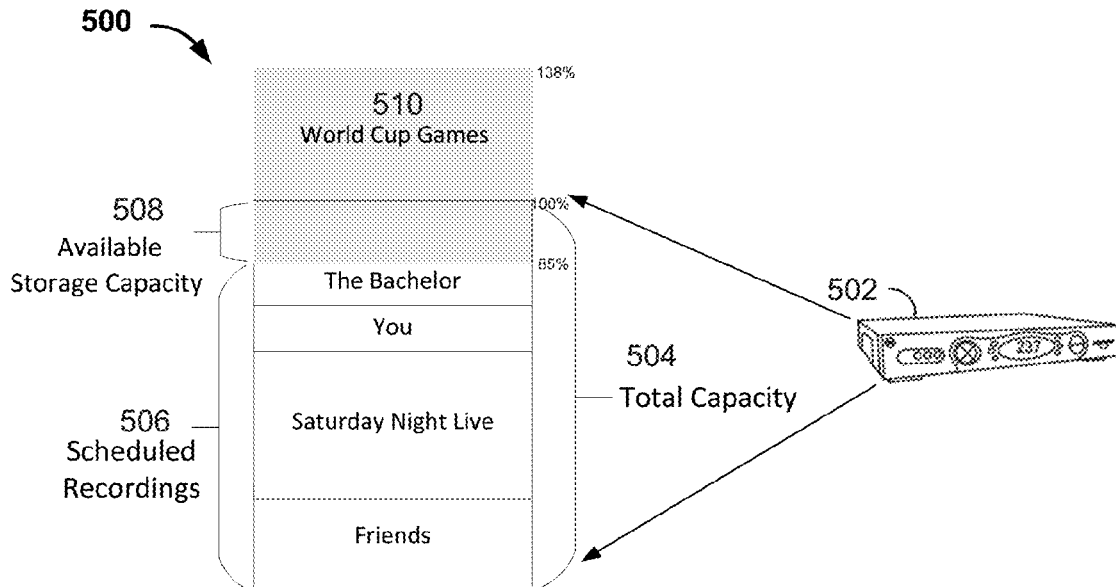 500
138%
510
World Cup Games
100%
508
Available
Storage Capacity
85%
The Bachelor
You
502
237
504
Total Capacity
Saturday Night Live
506
Scheduled
Recordings
Friends